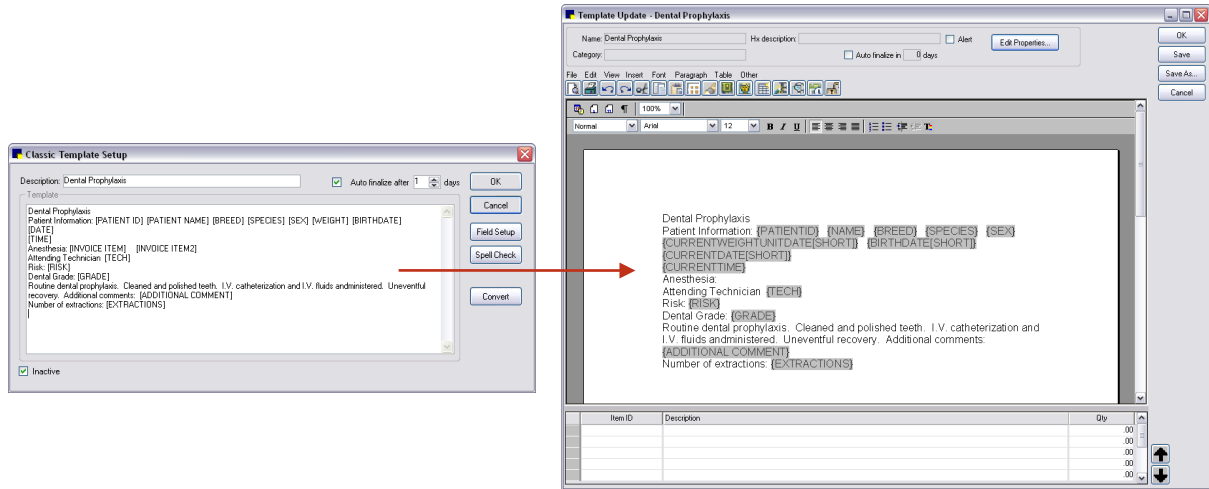 Classic Template Setup
Description: Dental Prophylaxis
Auto finalize after 1 days
OK
Template
Cancel
Field Setup
Spell Check
Convert
Dental Prophylaxis
Patient Information: [PATIENT ID] [PATIENT NAME] [BREED] [SPECIES] [SEX] [WEIGHT] [BIRTHDATE]
[DATE]
[TIME]
Anesthesia: [INVOICE ITEM] [INVOICE ITEM2]
Attending Technician [TECH]
Risk: [RISK]
Dental Grade: [GRADE]
Routine dental prophylaxis. Cleaned and polished teeth. I.V. catheterization and I.V. fluids andministered. Uneventful
recovery. Additional comments: [ADDITIONAL COMMENT]
Number of extractions: [EXTRACTIONS]
Inactive
Template Update - Dental Prophylaxis
Name: Dental Prophylaxis Hx description: Alert Edit Properties...
Category: Auto finalize in 0 days
OK
Save
Save As...
Cancel
File Edit View Insert Font Paragraph Table Other
100%
Normal Arial 12 B I U
Dental Prophylaxis
Patient Information: {PATIENTID} {NAME} {BREED} {SPECIES} {SEX}
{CURRENTWEIGHTUNITDATE[SHORT]} {BIRTHDATE[SHORT]}
{CURRENTDATE[SHORT]}
{CURRENTTIME}
Anesthesia:
Attending Technician {TECH}
Risk: {RISK}
Dental Grade: {GRADE}
Routine dental prophylaxis. Cleaned and polished teeth. I.V. catheterization and
I.V. fluids andministered. Uneventful recovery. Additional comments:
{ADDITIONAL COMMENT}
Number of extractions: {EXTRACTIONS}
Item ID Description Qty
.00
.00
.00
.00
.00